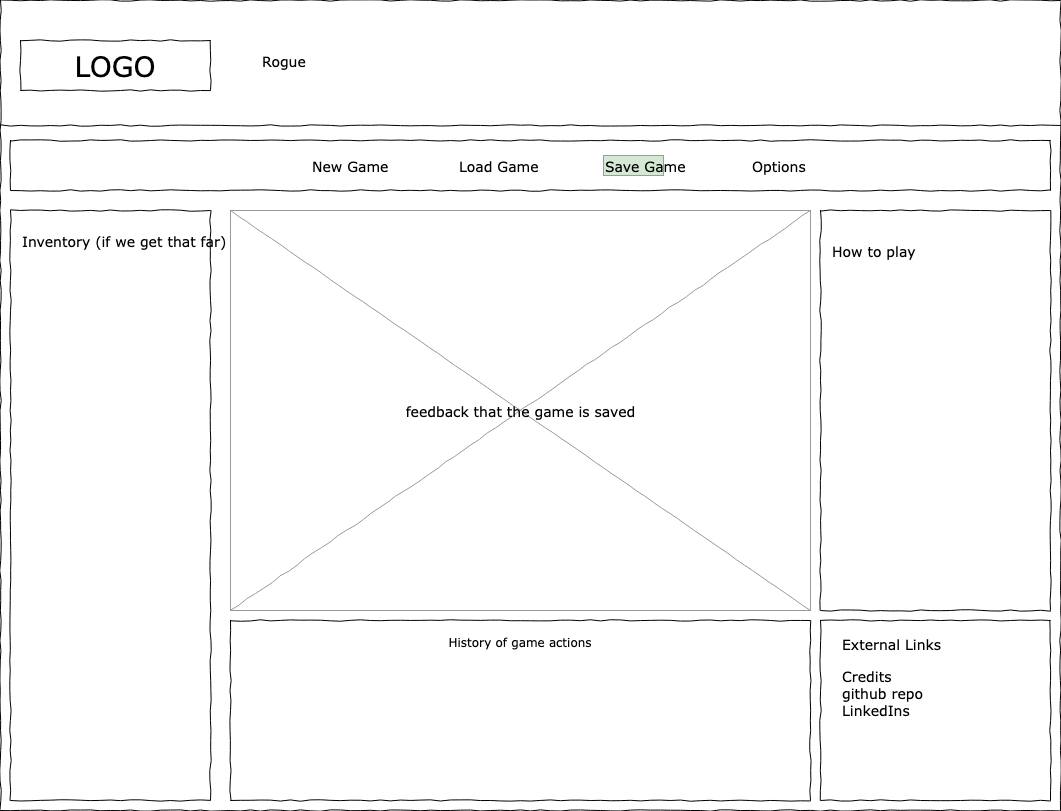 LOGO
Rogue
New Game
Load Game
Save Game
Options
Inventory (if we get that far)
How to play
feedback that the game is saved
History of game actions
External Links
Credits
github repo
LinkedIns